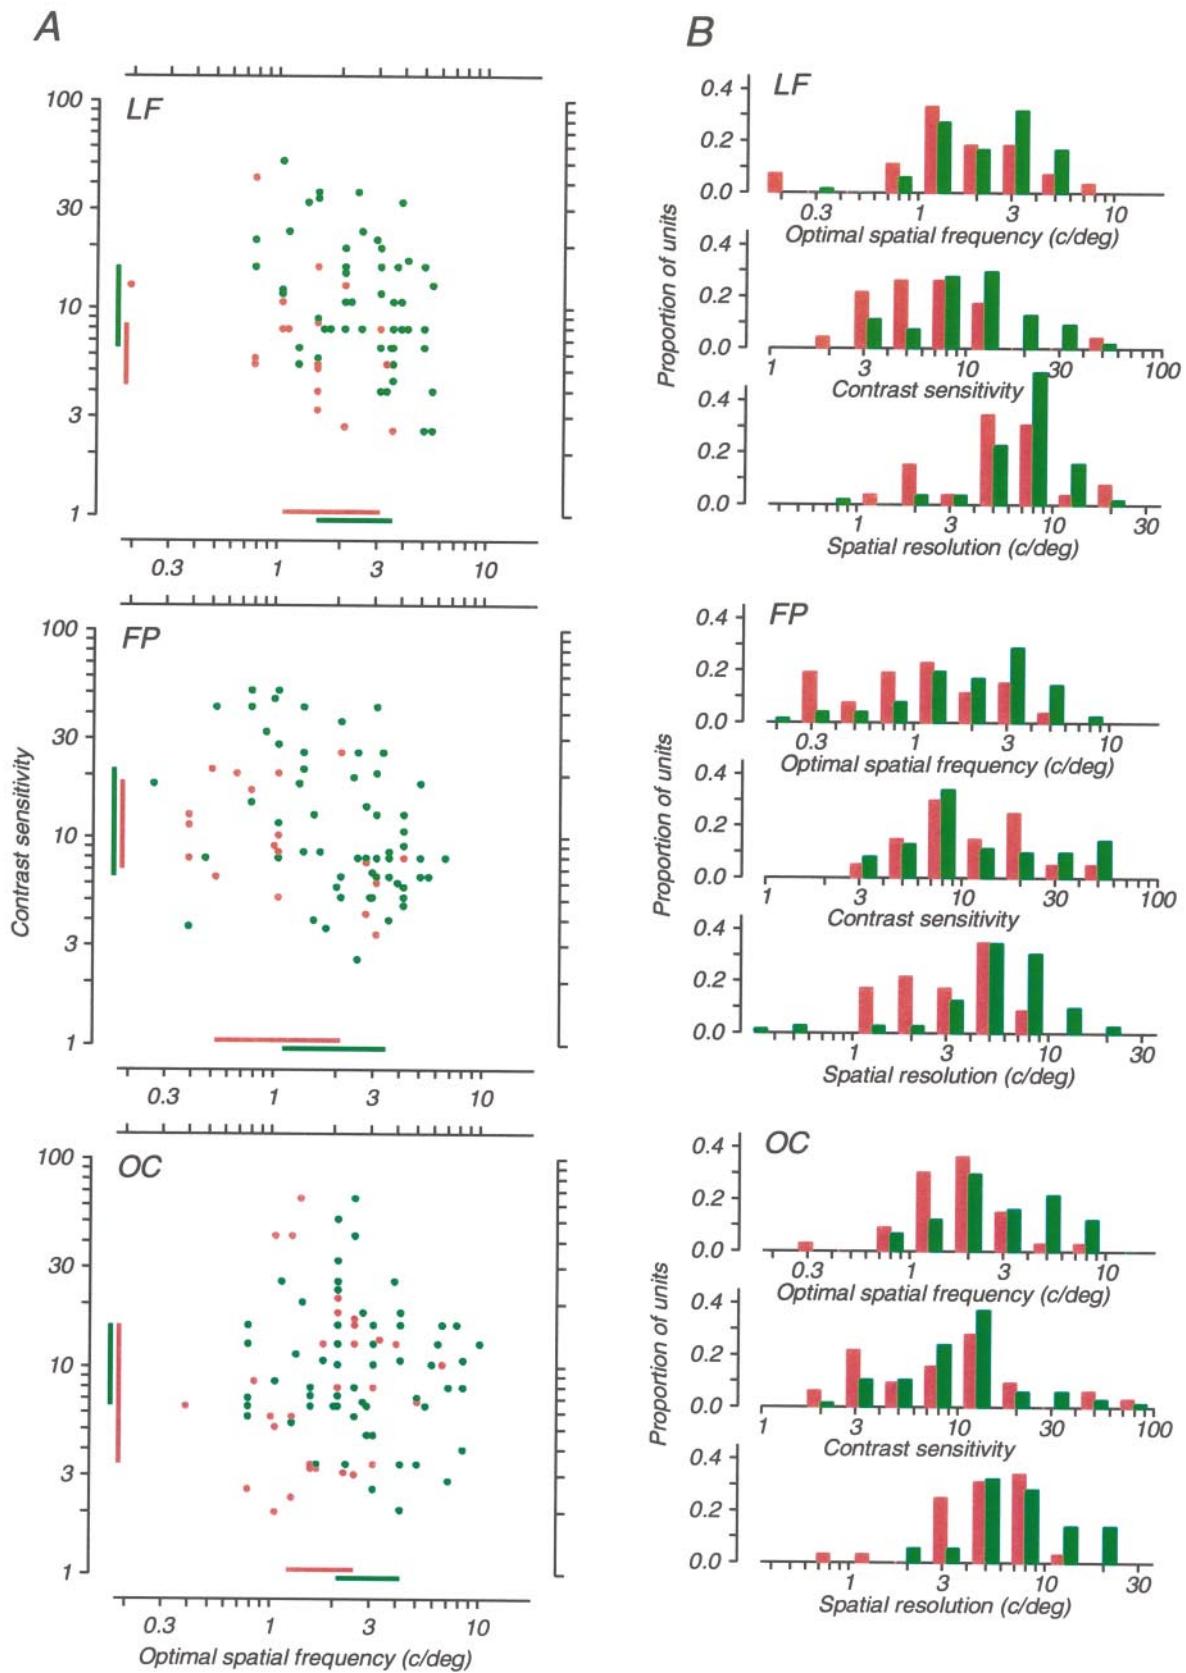 A
B
LF
100
30
10
3
1
0.3 1 3 10
FP
100
30
10
3
1
0.3 1 3 10
Contrast sensitivity
OC
100
30
10
3
1
0.3 1 3 10
Optimal spatial frequency (c/deg)
LF
0.4
0.2
0.0
0.3 1 3 10
Optimal spatial frequency (c/deg)
0.4
0.2
0.0
1 3 10 30 100
Contrast sensitivity
0.4
0.2
0.0
1 3 10 30
Spatial resolution (c/deg)
Proportion of units
FP
0.4
0.2
0.0
0.3 1 3 10
Optimal spatial frequency (c/deg)
0.4
0.2
0.0
1 3 10 30 100
Contrast sensitivity
0.4
0.2
0.0
1 3 10 30
Spatial resolution (c/deg)
Proportion of units
OC
0.4
0.2
0.0
0.3 1 3 10
Optimal spatial frequency (c/deg)
0.4
0.2
0.0
1 3 10 30 100
Contrast sensitivity
0.4
0.2
0.0
1 3 10 30
Spatial resolution (c/deg)
Proportion of units